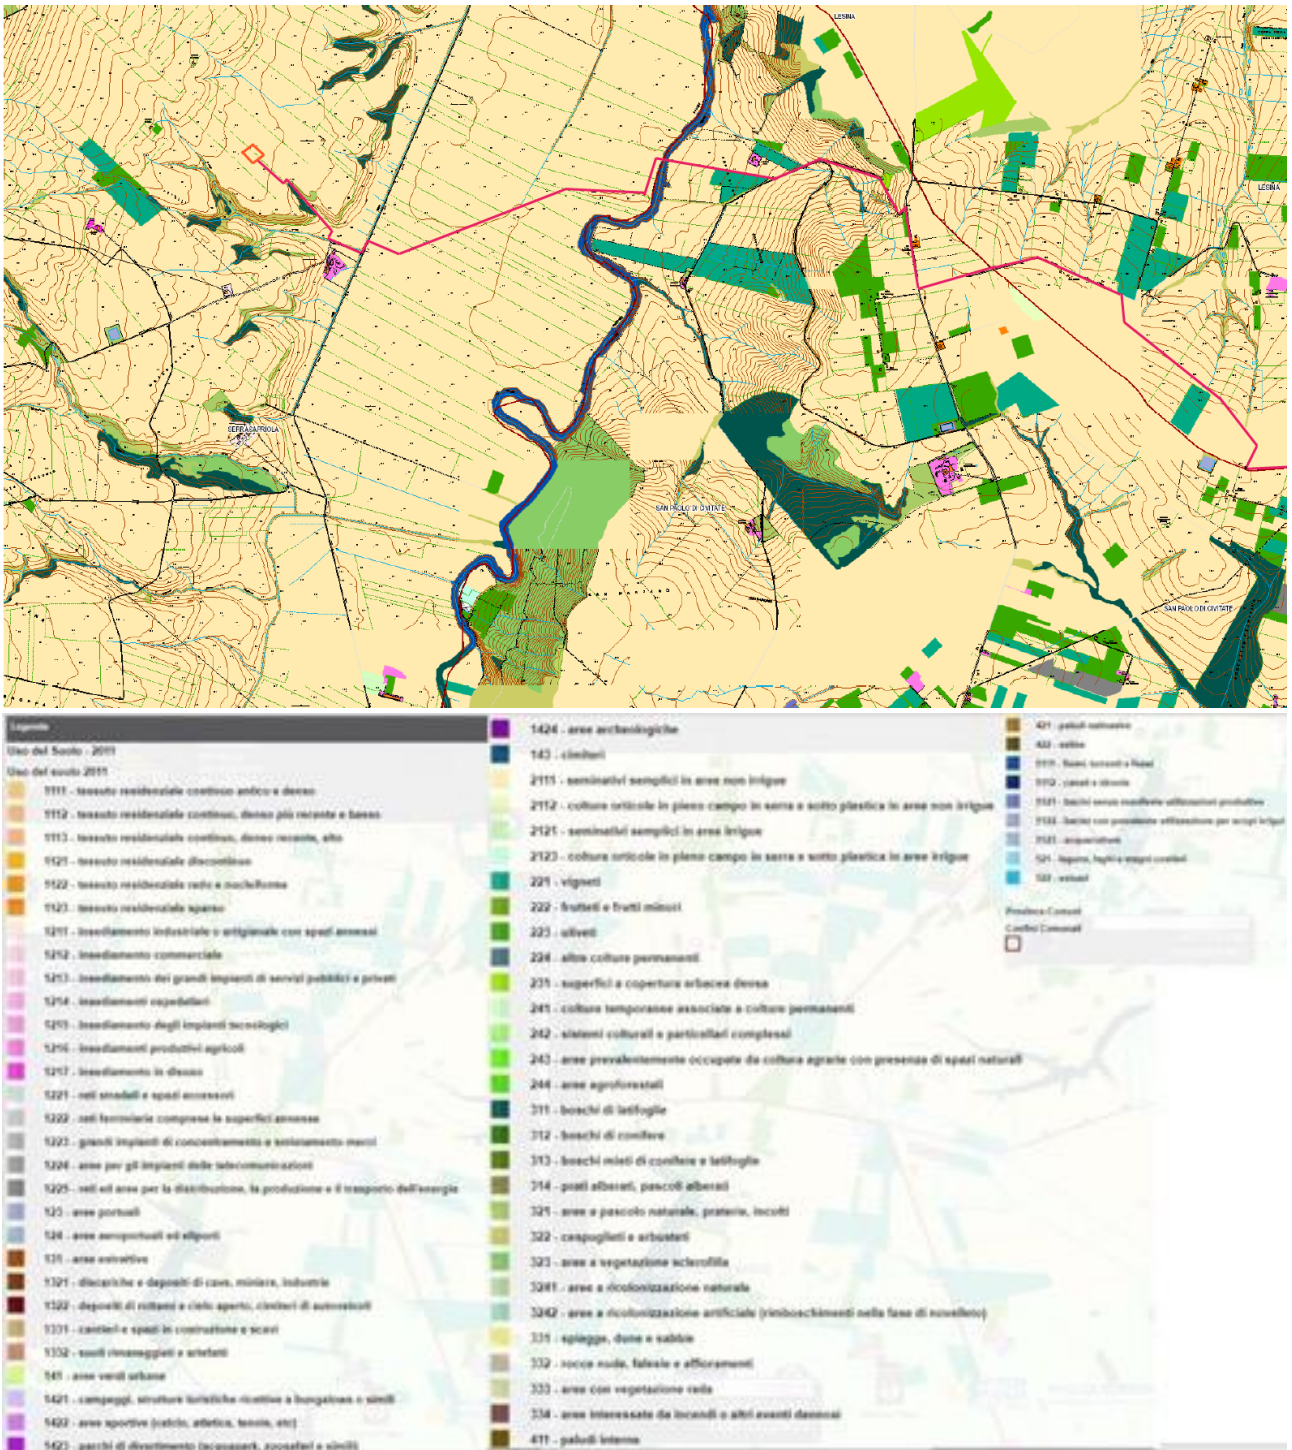 LESINA
LESINA
SERRACAPRIOLA
SAN PAOLO DI CIVITATE
SAN PAOLO DI CIVITATE
Legenda
Uso del Suolo - 2011
Uso del suolo 2011
1111 - tessuto residenziale continuo antico e denso
1112 - tessuto residenziale continuo, denso più recente e basso
1113 - tessuto residenziale continuo, denso recente, alto
1121 - tessuto residenziale discontinuo
1122 - tessuto residenziale rado e nucleiforme
1123 - tessuto residenziale sparso
1211 - insediamento industriale o artigianale con spazi annessi
1212 - insediamento commerciale
1213 - insediamento dei grandi impianti di servizi pubblici e privati
1214 - insediamenti ospedalieri
1215 - insediamento degli impianti tecnologici
1216 - insediamenti produttivi agricoli
1217 - insediamento in disuso
1221 - reti stradali e spazi accessori
1222 - reti ferroviarie comprese le superfici annesse
1223 - grandi impianti di concentramento e smistamento merci
1224 - aree per gli impianti delle telecomunicazioni
1225 - reti ed aree per la distribuzione, la produzione e il trasporto dell'energia
123 - aree portuali
124 - aree aeroportuali ed eliporti
131 - aree estrattive
1321 - discariche e depositi di cave, miniere, industrie
1322 - depositi di rottami a cielo aperto, cimiteri di autoveicoli
1331 - cantieri e spazi in costruzione e scavi
1332 - suoli rimaneggiati e artefatti
141 - aree verdi urbane
1421 - campeggi, strutture turistiche ricettive a bungalows o simili
1422 - aree sportive (calcio, atletica, tennis, etc)
1423 - parchi di divertimento (acquapark, zoosafari e simili)
1424 - aree archeologiche
143 - cimiteri
2111 - seminativi semplici in aree non irrigue
2112 - colture orticole in pieno campo in serra e sotto plastica in aree non irrigue
2121 - seminativi semplici in aree irrigue
2123 - colture orticole in pieno campo in serra e sotto plastica in aree irrigue
221 - vigneti
222 - frutteti e frutti minori
223 - uliveti
224 - altre colture permanenti
231 - superfici a copertura erbacea densa
241 - colture temporanee associate a colture permanenti
242 - sistemi colturali e particellari complessi
243 - aree prevalentemente occupate da coltura agrarie con presenza di spazi naturali
244 - aree agroforestali
311 - boschi di latifoglie
312 - boschi di conifere
313 - boschi misti di conifere e latifoglie
314 - prati alberati, pascoli alberati
321 - aree a pascolo naturale, praterie, incolti
322 - cespuglieti e arbusteti
323 - aree a vegetazione sclerofilla
3241 - aree a ricolonizzazione naturale
3242 - aree a ricolonizzazione artificiale (rimboschimenti nella fase di novelleto)
331 - spiagge, dune e sabbie
332 - rocce nude, falesie e affioramenti
333 - aree con vegetazione rada
334 - aree interessate da incendi o altri eventi dannosi
411 - paludi interne
421 - paludi salmastre
422 - saline
5111 - fiumi, torrenti e fossi
5112 - canali e idrovie
5121 - bacini senza manifeste utilizzazioni produttive
5122 - bacini con prevalente utilizzazione per scopi irrigui
5123 - acquacolture
521 - lagune, laghi e stagni costieri
522 - estuari
Confini Comunali